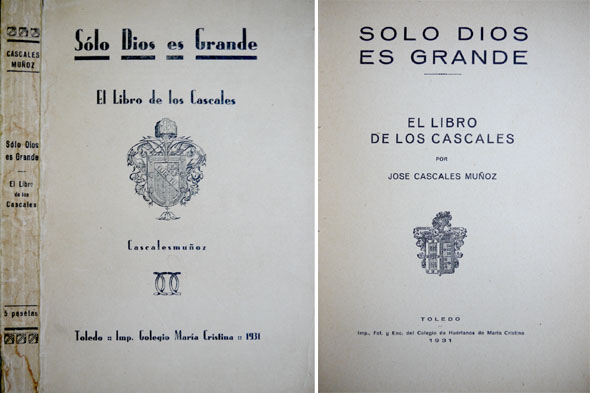 CASCALES
MUÑOZ
Sólo Dios
es Grande
El Libro
de los
Cascales
5 pesetas
Sólo Dios es Grande
El Libro de los Cascales
Cascalesmuñoz
Toledo :: Imp. Colegio María Cristina :: 1931
SOLO DIOS
ES GRANDE
EL LIBRO
DE LOS CASCALES
POR
JOSE CASCALES MUÑOZ
TOLEDO
Imp., Fot. y Enc. del Colegio de Huérfanos de María Cristina
1931